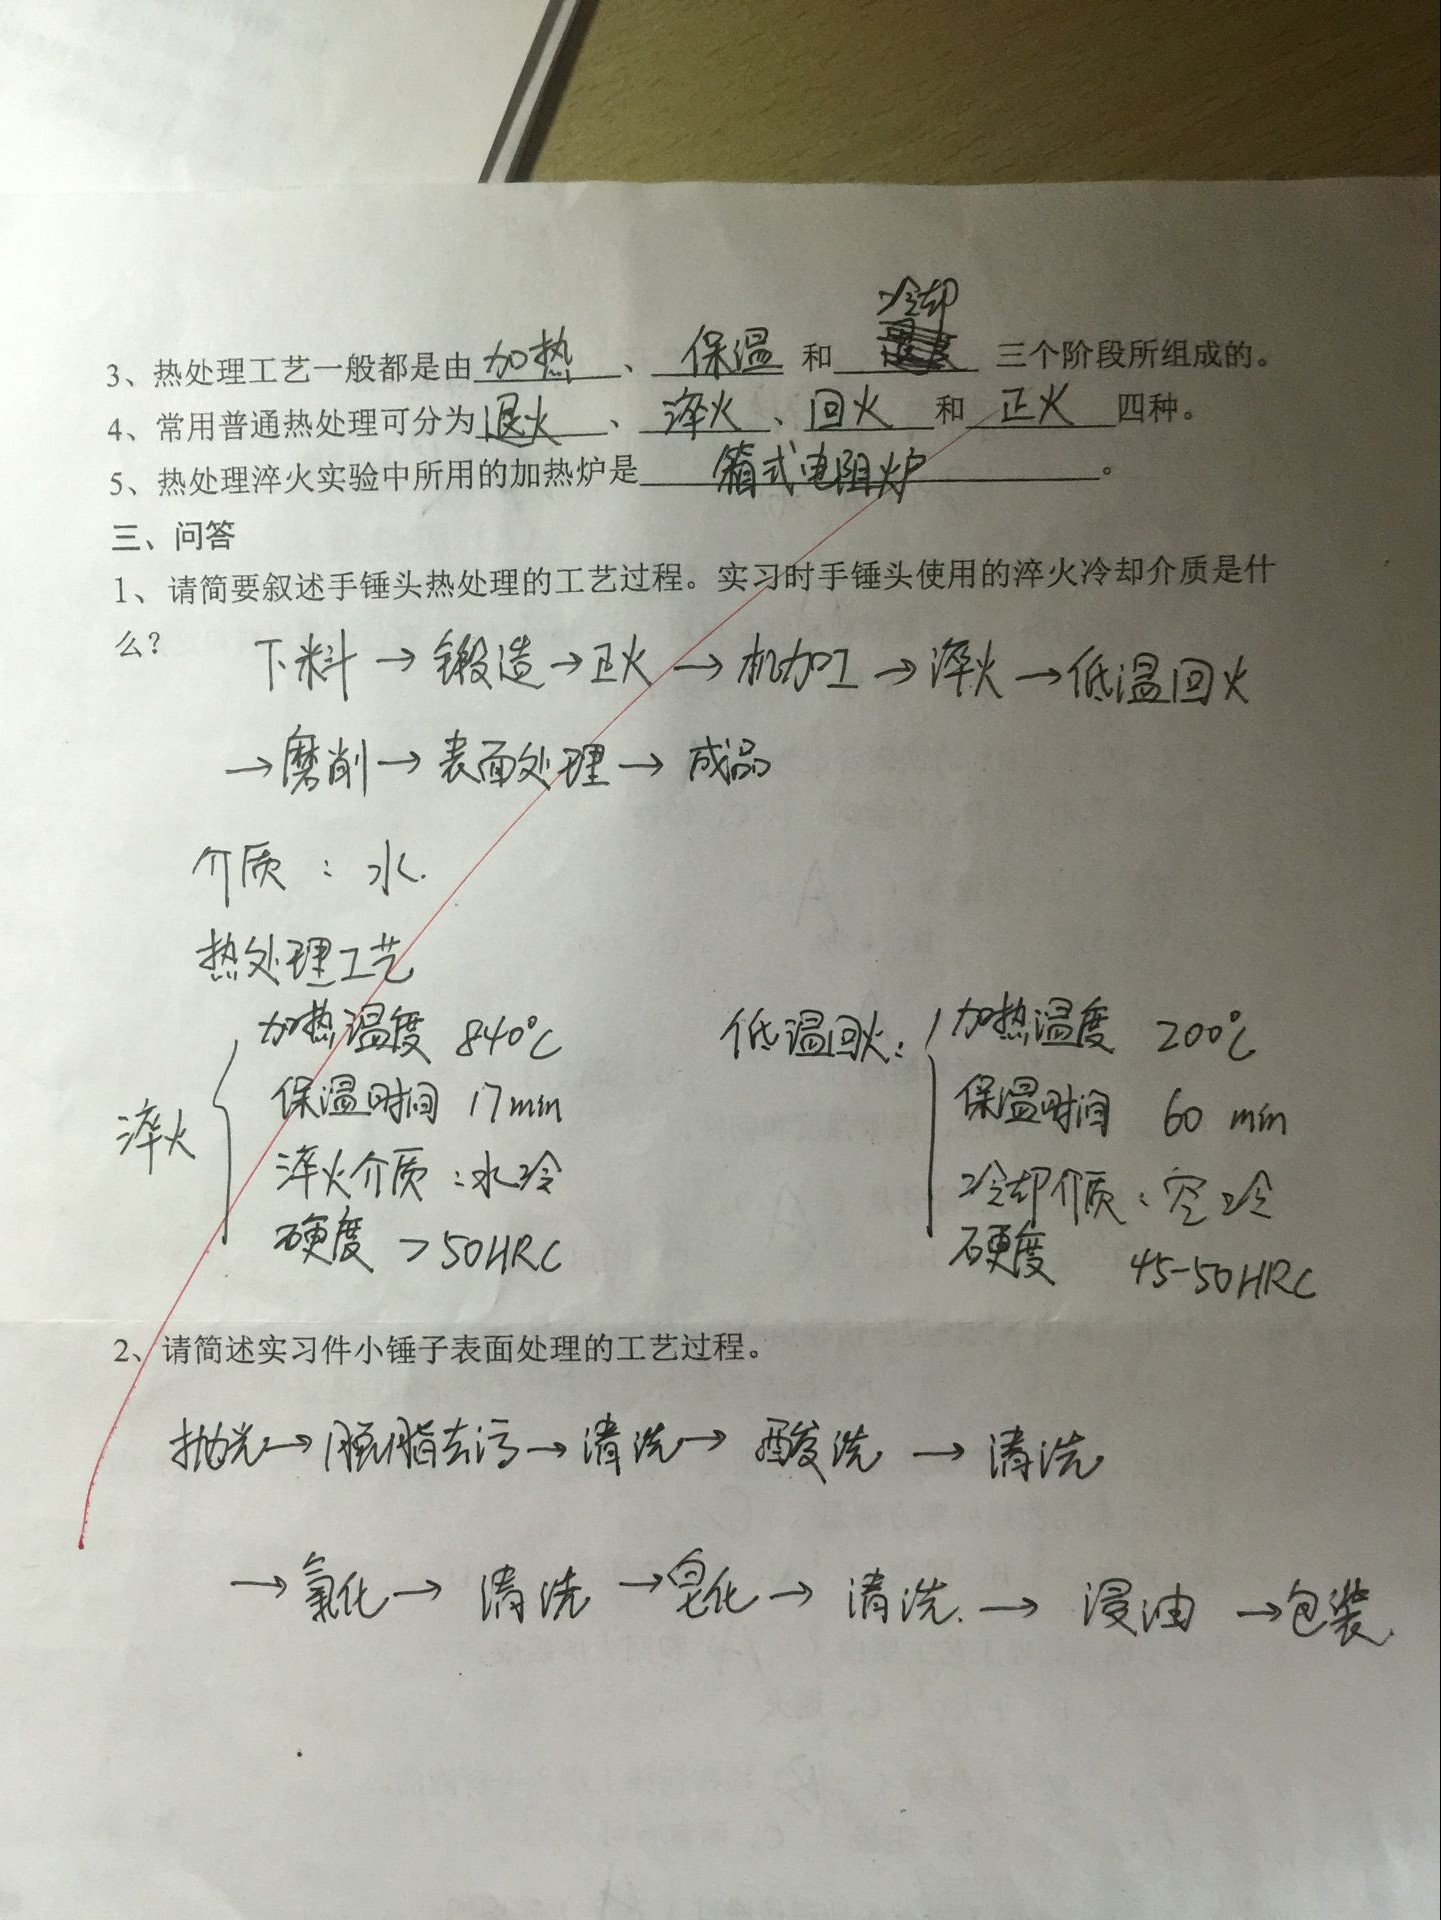 3、热处理工艺一般都是由 加热 、 保温 和 冷却 三个阶段所组成的。
4、常用普通热处理可分为 退火 、 淬火 、 回火 和 正火 四种。
5、热处理淬火实验中所用的加热炉是 箱式电阻炉 。
三、问答
1、请简要叙述手锤头热处理的工艺过程。实习时手锤头使用的淬火冷却介质是什
么？
下料→锻造→正火→机加工→淬火→低温回火
→磨削→表面处理→成品
介质：水.
热处理工艺
淬火
加热温度 840℃
保温时间 17min
淬火介质：水冷
硬度 >50HRC
低温回火：
加热温度 200℃
保温时间 60 min
冷却介质：空冷
硬度 45-50HRC
2、请简述实习件小锤子表面处理的工艺过程。
抛光→脱脂去污→清洗→酸洗→清洗
→氧化→清洗→皂化→清洗.→浸油→包装.